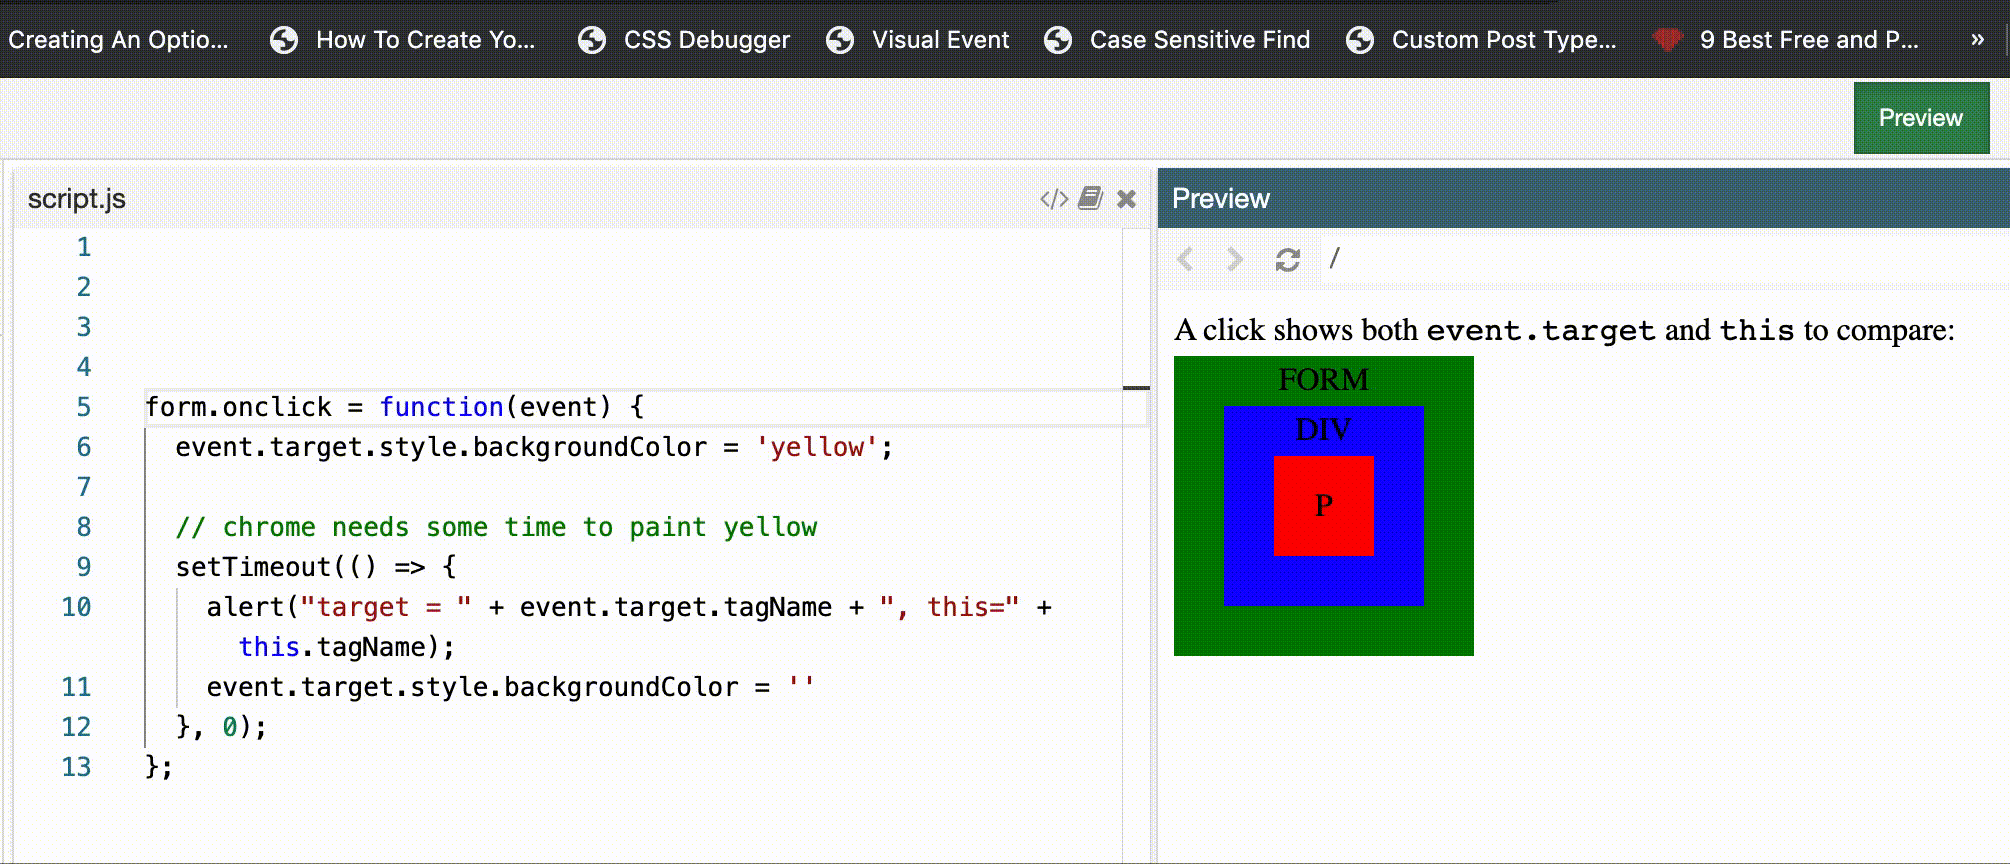 Creating An Optio... How To Create Yo... CSS Debugger Visual Event Case Sensitive Find Custom Post Type... 9 Best Free and P... »
Preview
script.js </>
1
2
3
4
5 form.onclick = function(event) {
6 event.target.style.backgroundColor = 'yellow';
7
8 // chrome needs some time to paint yellow
9 setTimeout(() => {
10 alert("target = " + event.target.tagName + ", this=" +
this.tagName);
11 event.target.style.backgroundColor = ''
12 }, 0);
13 };
Preview
/
A click shows both event.target and this to compare:
FORM
DIV
P